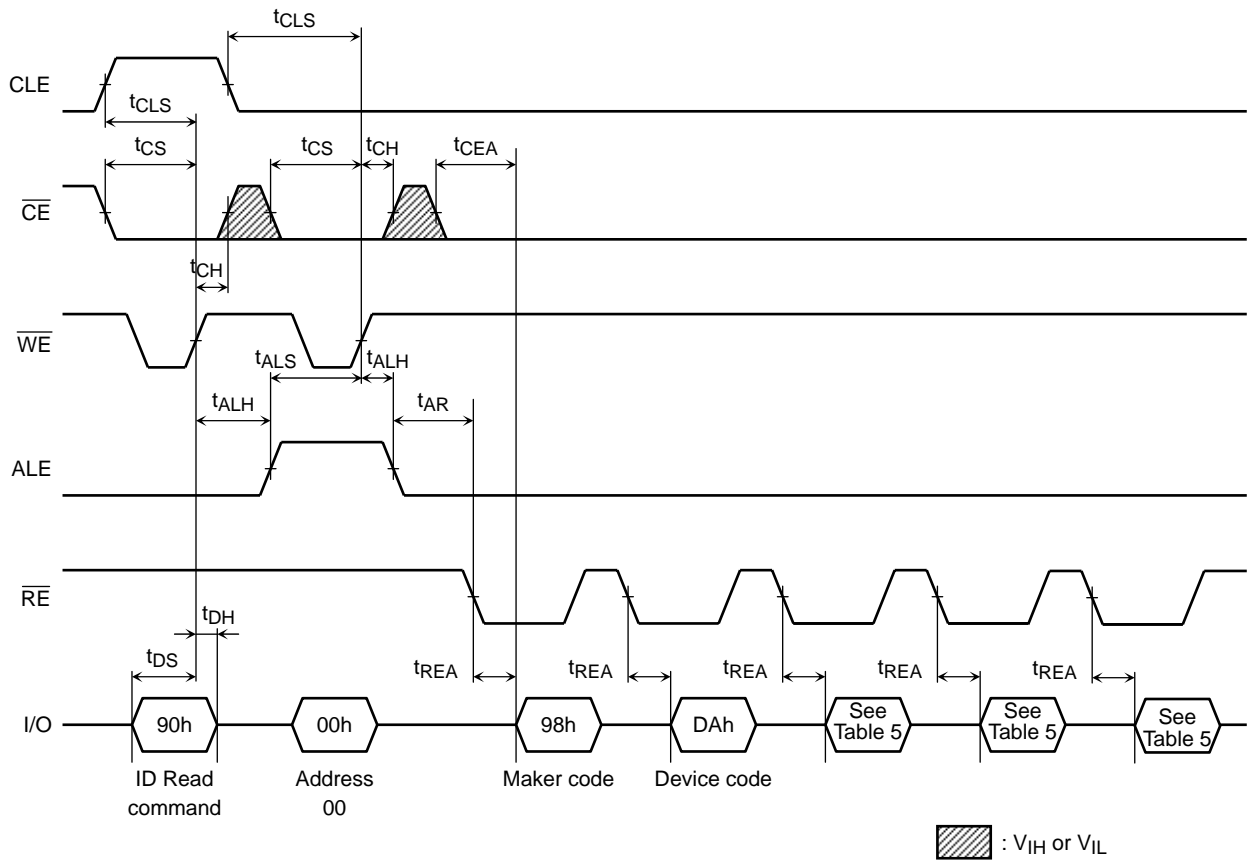 tCLS
CLE
tCLS
tCS tCS tCH tCEA
CE
tCH
WE
tALS tALH
tALH tAR
ALE
RE
tDH
tDS tREA tREA tREA tREA tREA
I/O 90h 00h 98h DAh See Table 5 See Table 5 See Table 5
ID Read command Address 00 Maker code Device code
: VIH or VIL